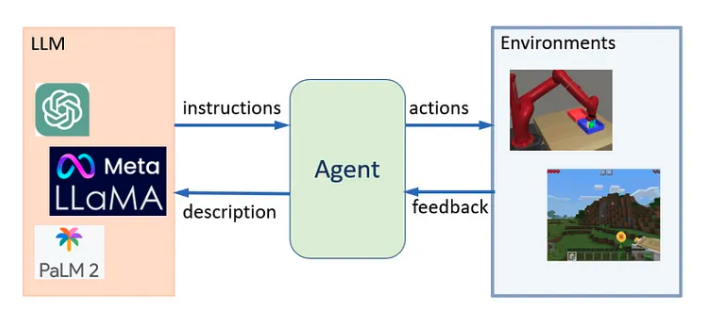 LLM
Environments
instructions
actions
Agent
Meta
LLaMA
description
feedback
PaLM 2